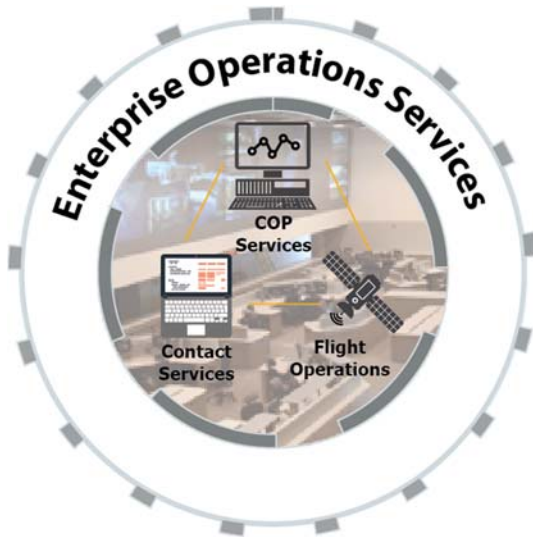 Enterprise Operations Services
COP
Services
Contact
Services
Flight
Operations